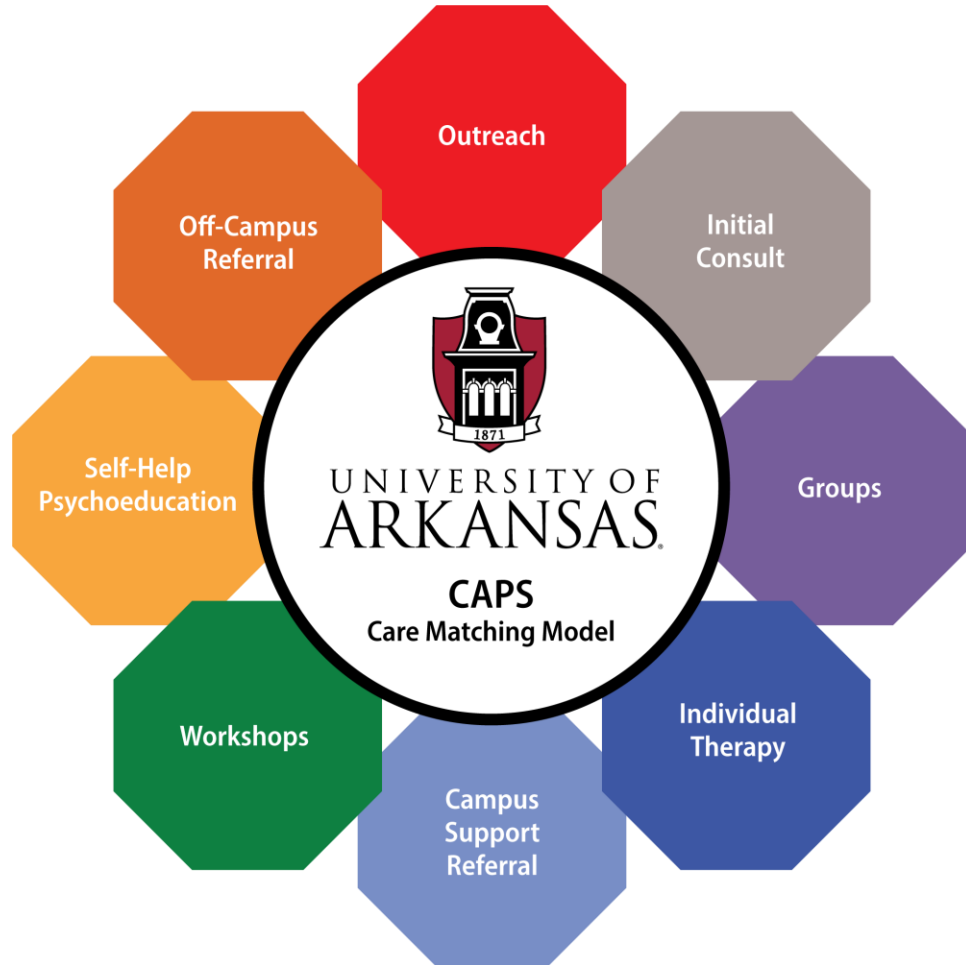 Outreach
Initial
Consult
Groups
Individual
Therapy
Campus
Support
Referral
Workshops
Self-Help
Psychoeducation
Off-Campus
Referral
1871
UNIVERSITY OF
ARKANSAS®
CAPS
Care Matching Model